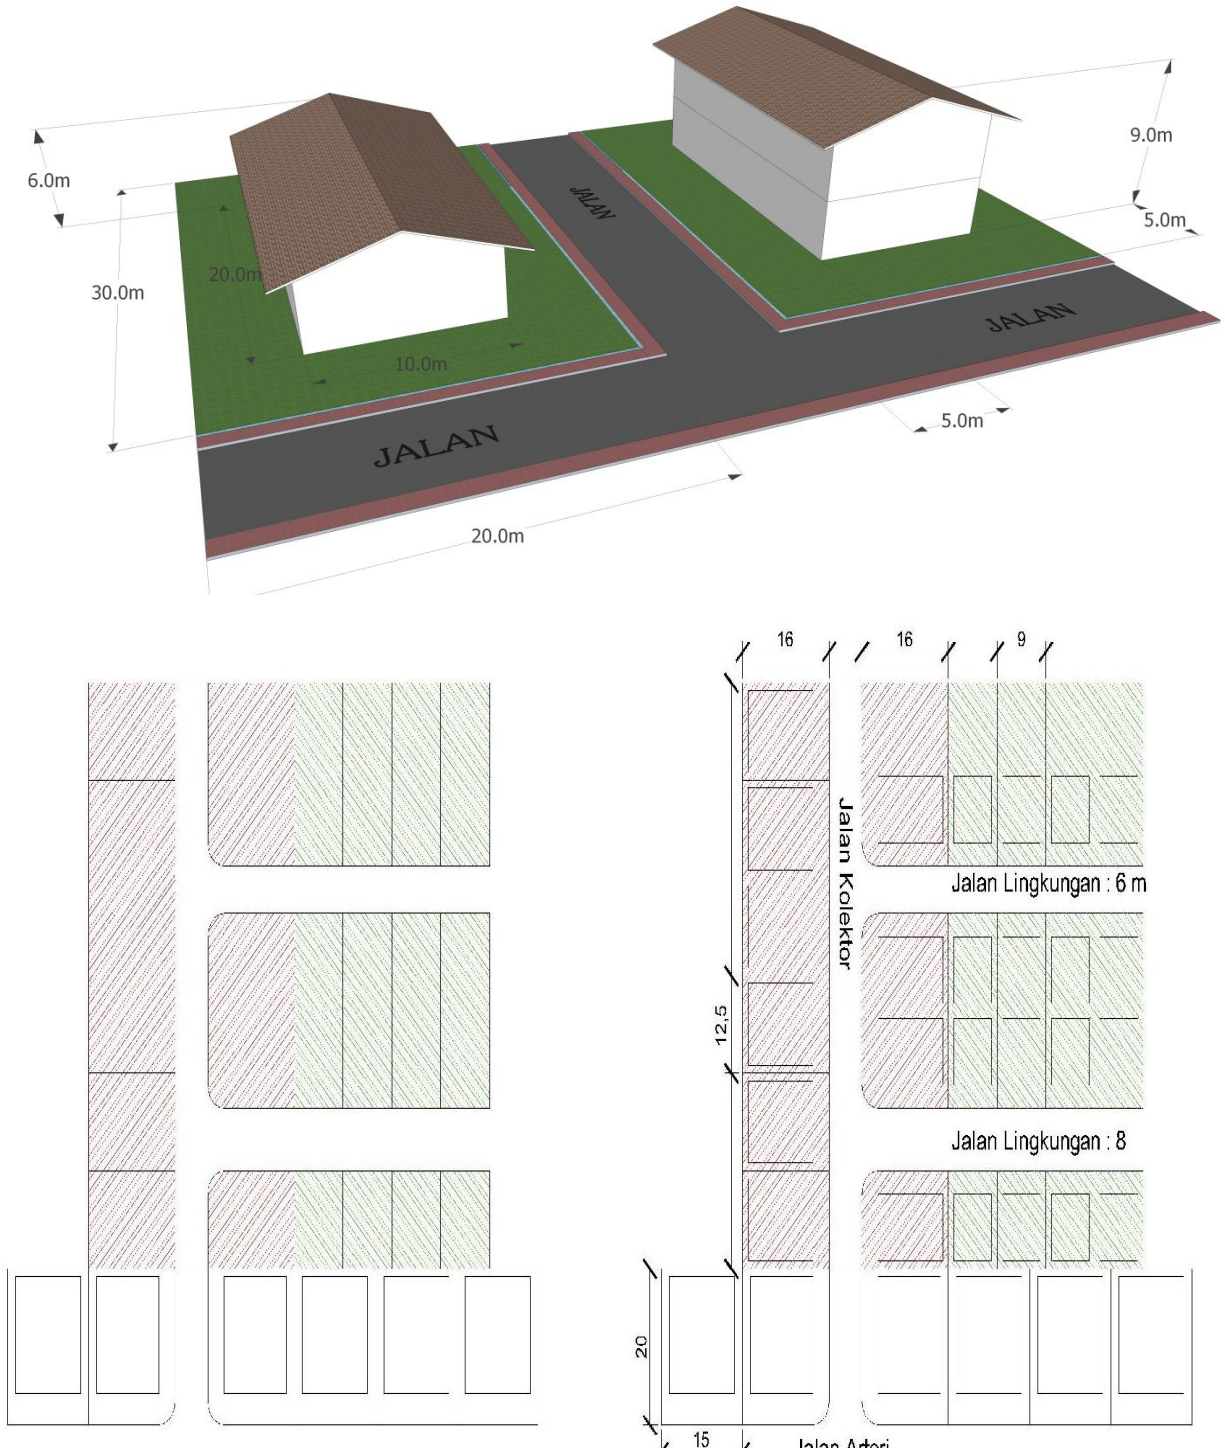 6.0m
30.0m
20.0m
10.0m
JALAN
JALAN
JALAN
9.0m
5.0m
5.0m
20.0m
16
16
9
Jalan Kolektor
Jalan Lingkungan : 6 m
12,5
Jalan Lingkungan : 8
20
15
Jalan Arteri